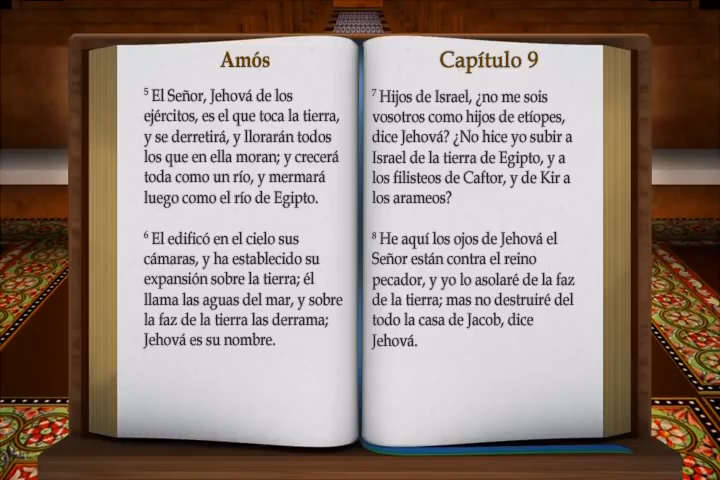 Amós
⁵ El Señor, Jehová de los
ejércitos, es el que toca la tierra,
y se derretirá, y llorarán todos
los que en ella moran; y crecerá
toda como un río, y mermará
luego como el río de Egipto.
⁶ El edificó en el cielo sus
cámaras, y ha establecido su
expansión sobre la tierra; él
llama las aguas del mar, y sobre
la faz de la tierra las derrama;
Jehová es su nombre.
Capítulo 9
⁷ Hijos de Israel, ¿no me sois
vosotros como hijos de etíopes,
dice Jehová? ¿No hice yo subir a
Israel de la tierra de Egipto, y a
los filisteos de Caftor, y de Kir a
los arameos?
⁸ He aquí los ojos de Jehová el
Señor están contra el reino
pecador, y yo lo asolaré de la faz
de la tierra; mas no destruiré del
todo la casa de Jacob, dice
Jehová.